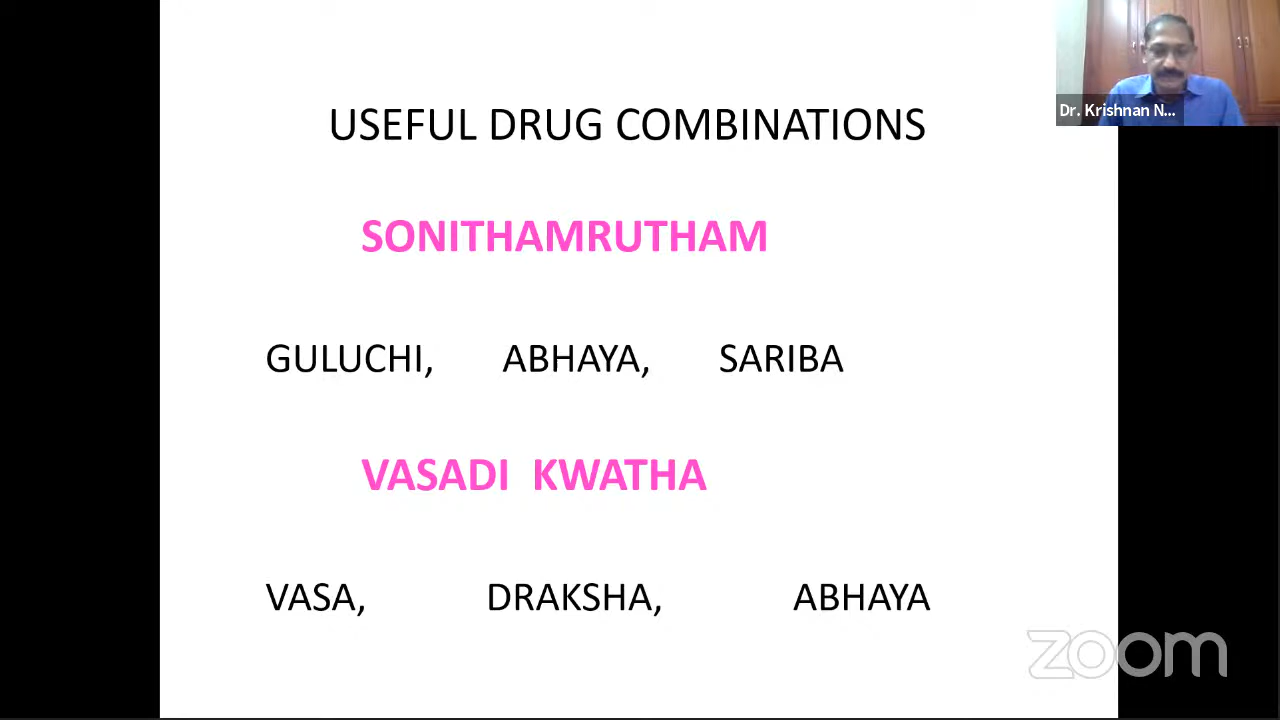 USEFUL DRUG COMBINATIONS
Dr. Krishnan N...
SONITHAMRUTHAM
GULUCHI, ABHAYA, SARIBA
VASADI KWATHA
VASA, DRAKSHA, ABHAYA
zoom